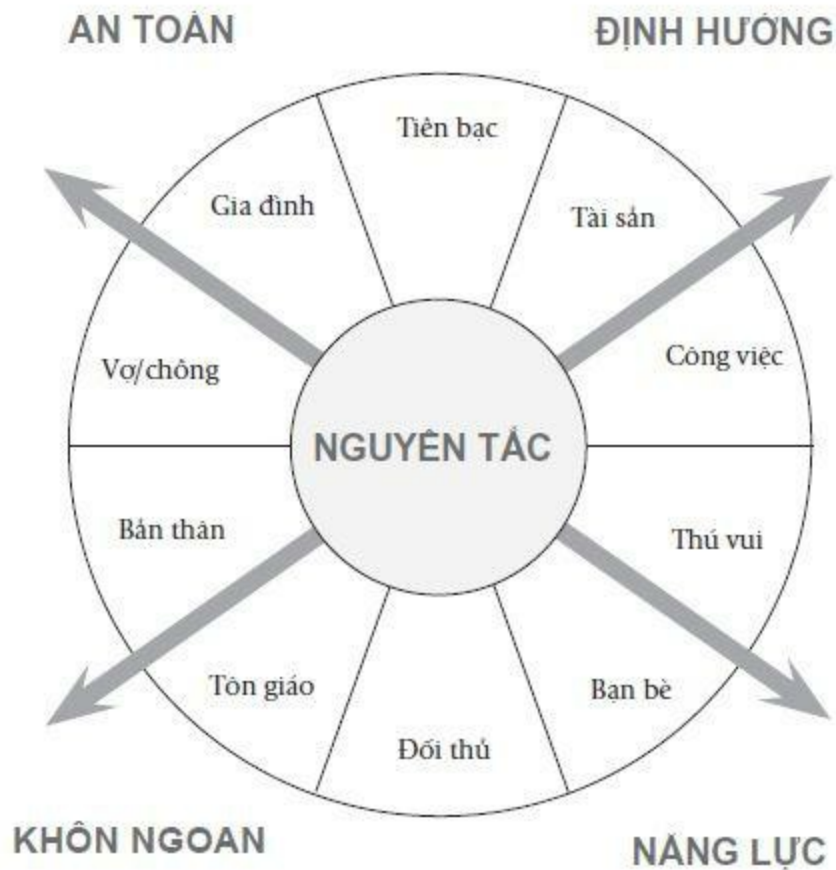 AN TOÀN
ĐỊNH HƯỚNG
Tiền bạc
Gia đình
Tài sản
Vợ/chồng
Công việc
NGUYÊN TẮC
Bản thân
Thú vui
Tôn giáo
Bạn bè
Đối thủ
KHÔN NGOAN
NĂNG LỰC